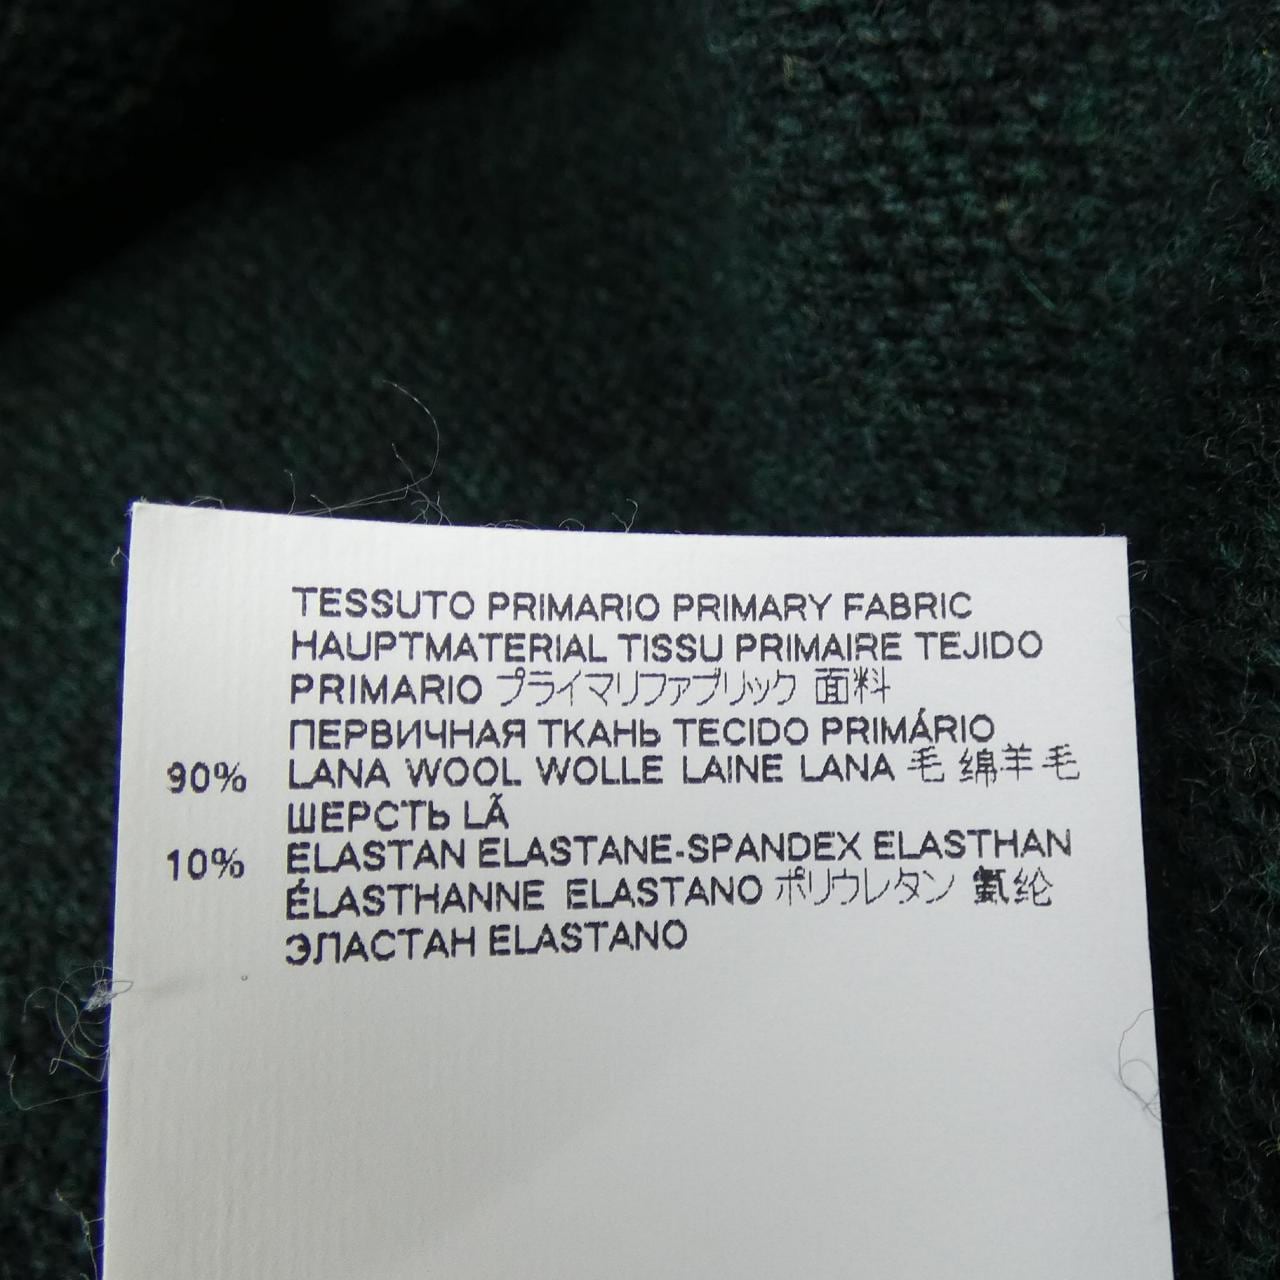 TESSUTO PRIMARIO PRIMARY FABRIC
HAUPTMATERIAL TISSU PRIMAIRE TEJIDO
PRIMARIO プライマリファブリック 面料
ПЕРВИЧНАЯ ТКАНЬ TECIDO PRIMÁRIO
90% LANA WOOL WOLLE LAINE LANA 毛 绵羊毛
ШЕРСТЬ LÃ
10% ELASTAN ELASTANE-SPANDEX ELASTHAN
ÉLASTHANNE ELASTANO ポリウレタン 氨纶
ЭЛАСТАН ELASTANO